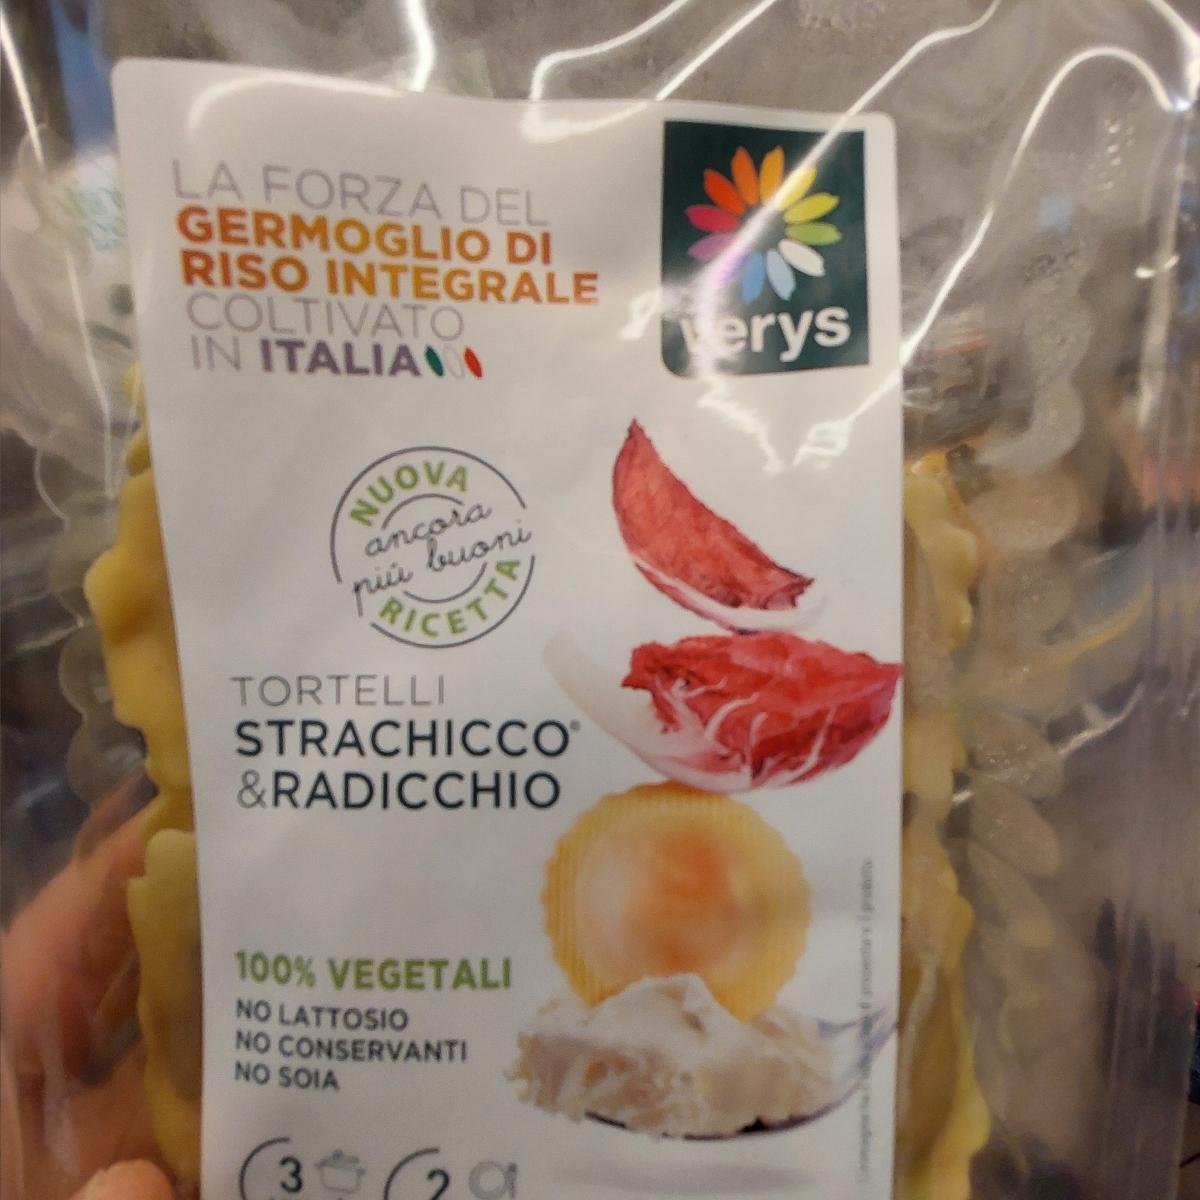 LA FORZA DEL
GERMOGLIO DI
RISO INTEGRALE
COLTIVATO
IN ITALIA
verys
NUOVA
ancora
più buoni
RICETTA
TORTELLI
STRACHICCO®
&RADICCHIO
100% VEGETALI
NO LATTOSIO
NO CONSERVANTI
NO SOIA
3
2